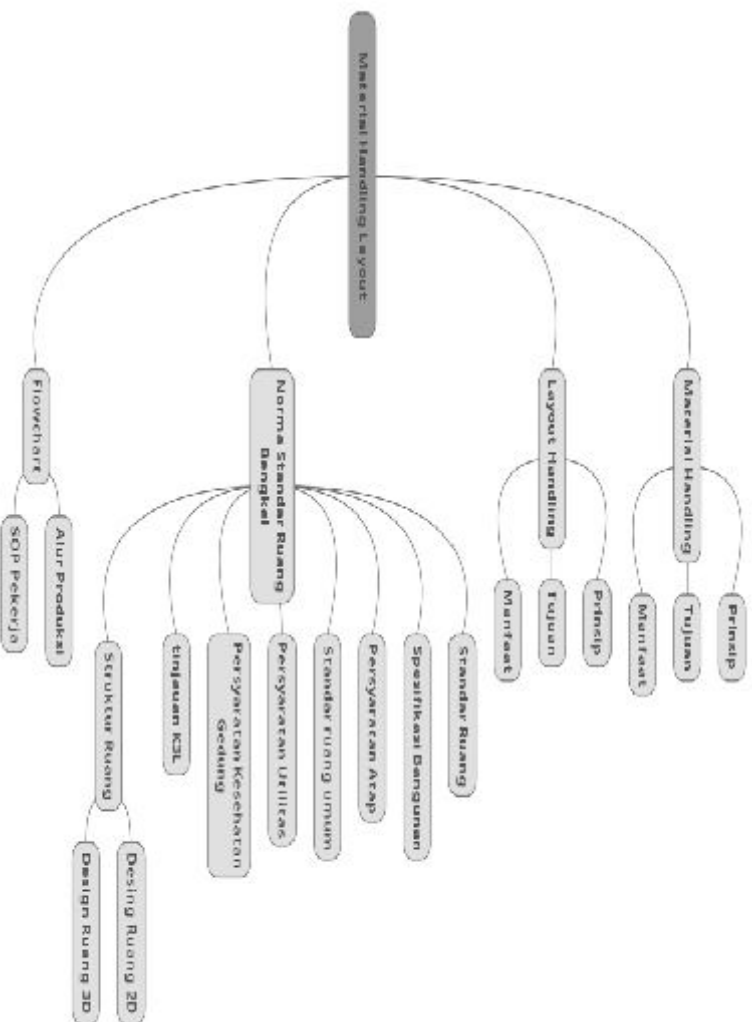 Material Handling Layout
Material Handling
Prinsip
Tujuan
Manfaat
Layout Handling
Prinsip
Tujuan
Manfaat
Norma Standar Ruang
Bengkel
Standar Ruang
Spesifikasi Bangunan
Persyaratan Atap
Standar ruang umum
Persyaratan Utilitas
Persyaratan Kesehatan
Gedung
tinjauan K3L
Struktur Ruang
Desing Ruang 2D
Design Ruang 3D
Flowchart
Alur Produksi
SOP Pekerja